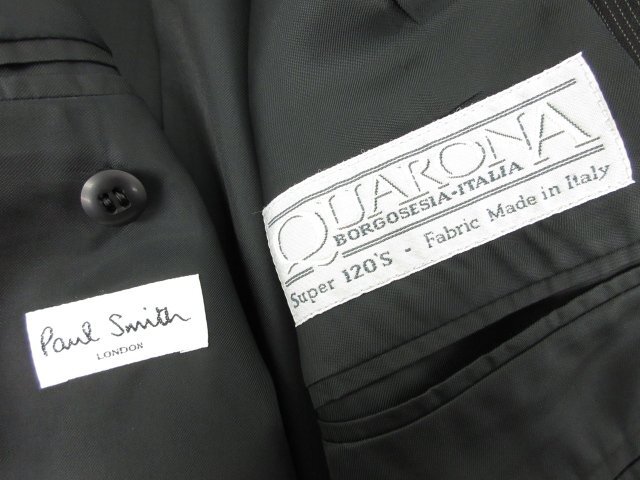 Paul Smith
LONDON
QUARONA
BORGOSESIA-ITALIA
Super 120'S - Fabric Made in Italy